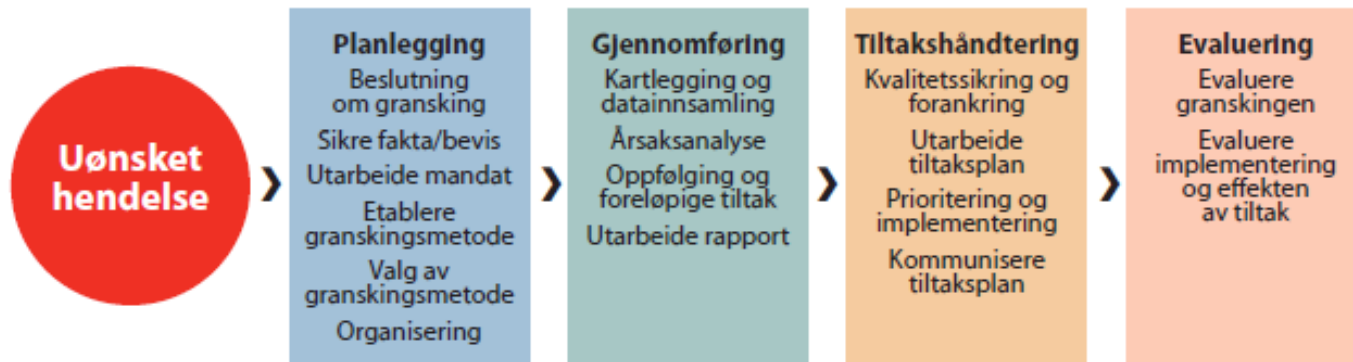 Uønsket
hendelse
❯
Planlegging
Beslutning
om gransking
Sikre fakta/bevis
Utarbeide mandat
Etablere
granskingsmetode
Valg av
granskingsmetode
Organisering
❯
Gjennomføring
Kartlegging og
datainnsamling
Årsaksanalyse
Oppfølging og
foreløpige tiltak
Utarbeide rapport
❯
Tiltakshåndtering
Kvalitetssikring og
forankring
Utarbeide
tiltaksplan
Prioritering og
implementering
Kommunisere
tiltaksplan
❯
Evaluering
Evaluere
granskingen
Evaluere
implementering
og effekten
av tiltak